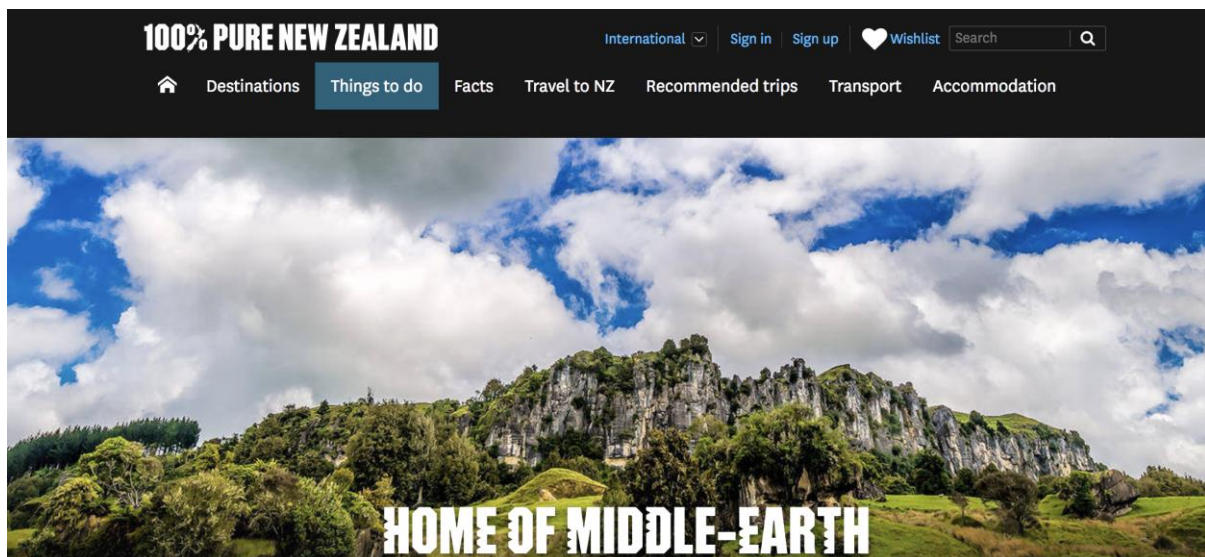 100% PURE NEW ZEALAND
International Sign in Sign up Wishlist Search
Destinations Things to do Facts Travel to NZ Recommended trips Transport Accommodation
HOME OF MIDDLE-EARTH